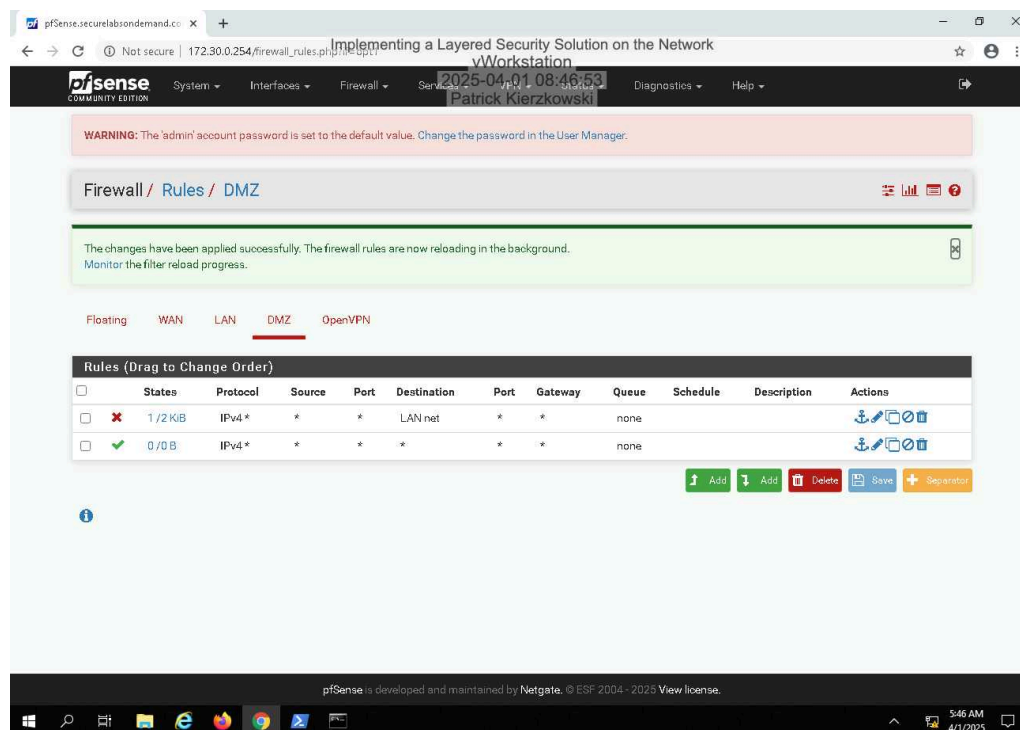 pfSense.securelabsondemand.co
Not secure | 172.30.0.254/firewall_rules.php?if=opt1
Implementing a Layered Security Solution on the Network
vWorkstation
2025-04-01 08:46:53
Patrick Kierzkowski
pfsense
COMMUNITY EDITION
System Interfaces Firewall Services VPN Status Diagnostics Help
WARNING: The 'admin' account password is set to the default value. Change the password in the User Manager.
Firewall / Rules / DMZ
The changes have been applied successfully. The firewall rules are now reloading in the background.
Monitor the filter reload progress.
Floating WAN LAN DMZ OpenVPN
Rules (Drag to Change Order)
States Protocol Source Port Destination Port Gateway Queue Schedule Description Actions
1 /2 KiB IPv4 * * * LAN net * * none
0 /0 B IPv4 * * * * * * none
Add Add Delete Save Separator
pfSense is developed and maintained by Netgate. © ESF 2004 - 2025 View license.
5:46 AM
4/1/2025